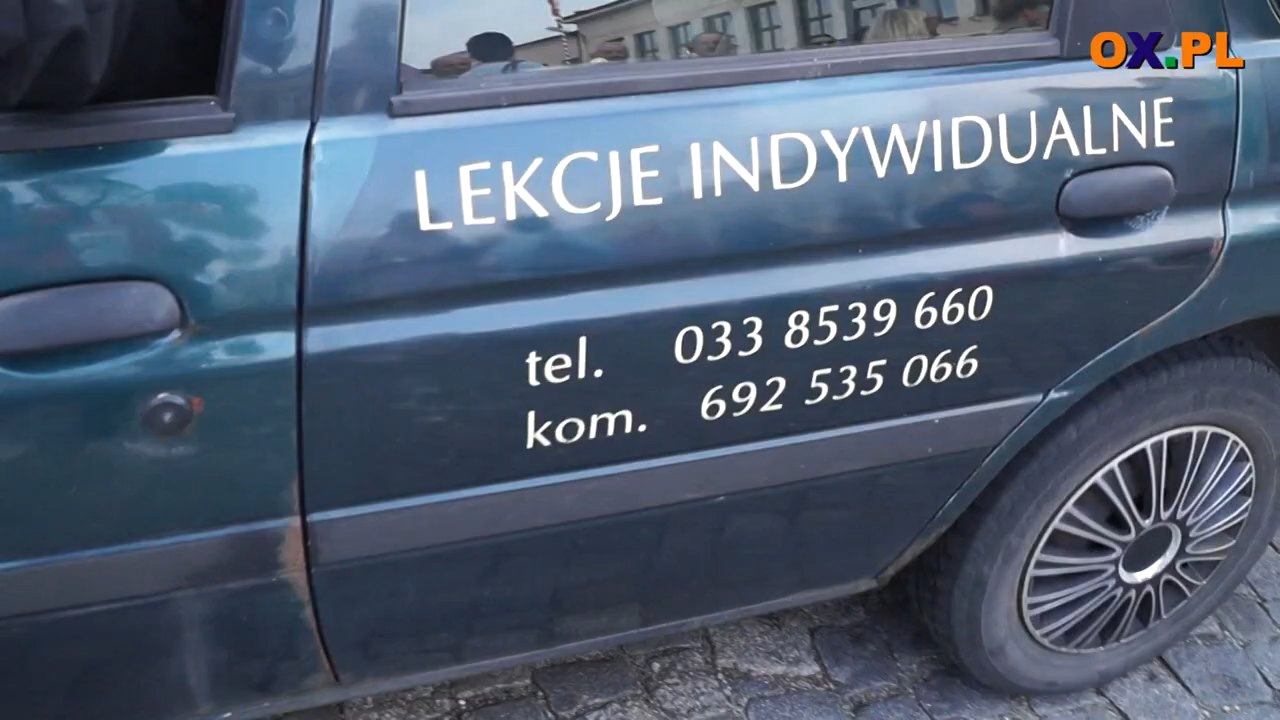 OX.PL
LEKCJE INDYWIDUALNE
tel. 033 8539 660
kom. 692 535 066